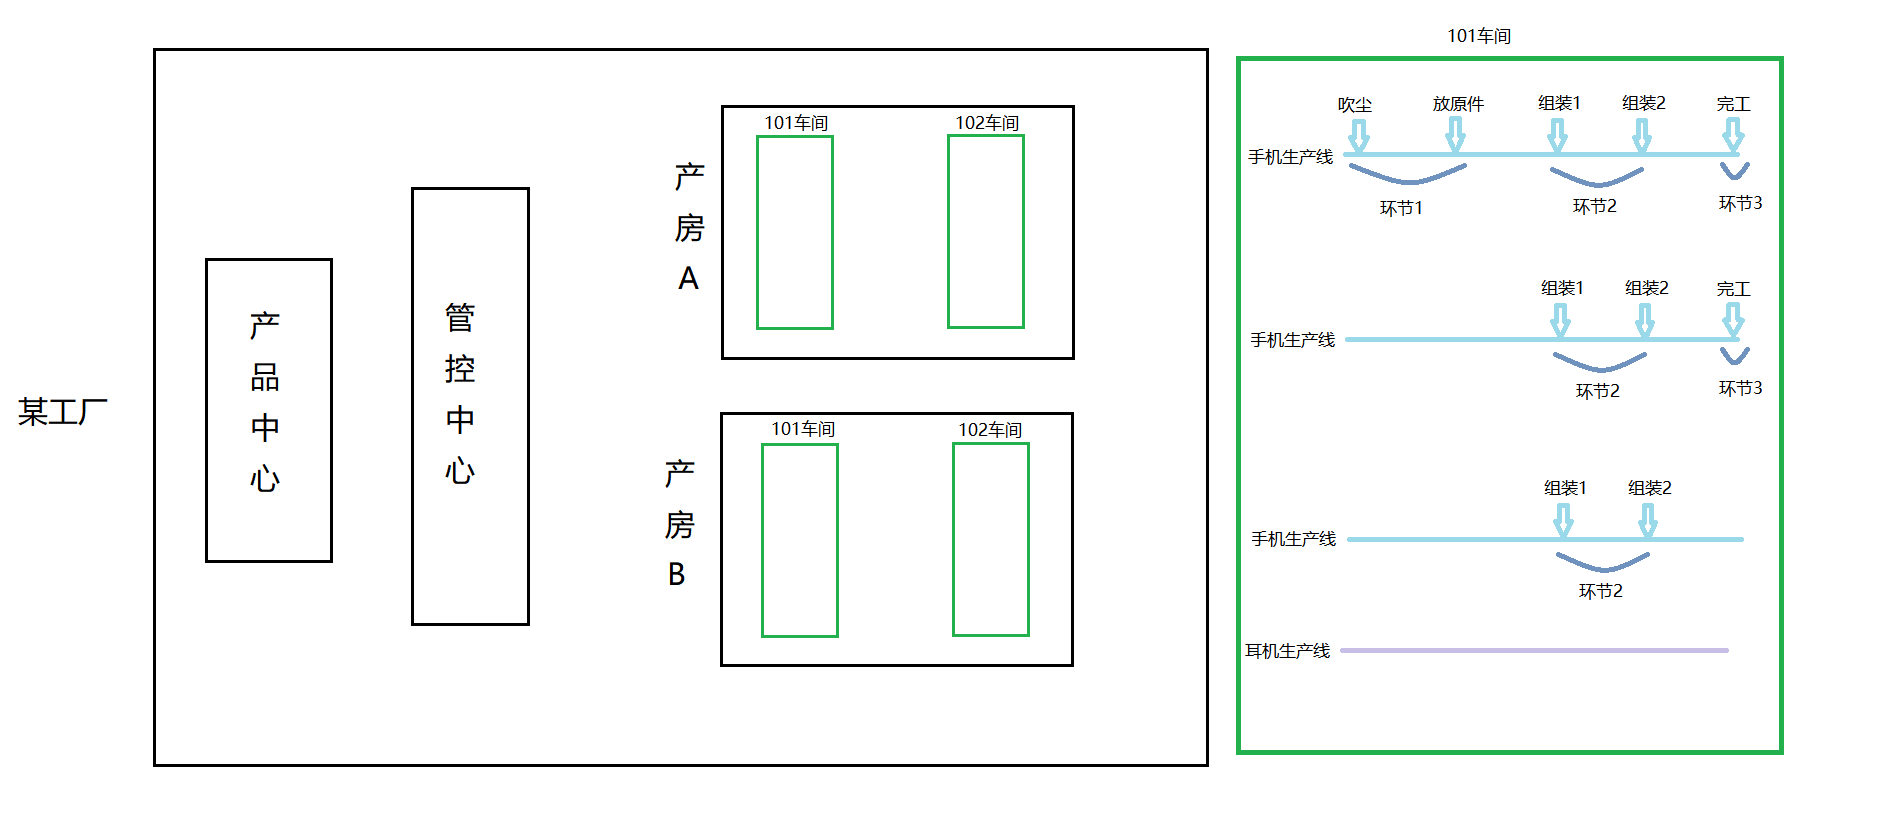 某工厂
产品中心
管控中心
产房A
101车间
102车间
产房B
101车间
102车间
101车间
吹尘
放原件
组装1
组装2
完工
手机生产线
环节1
环节2
环节3
组装1
组装2
完工
手机生产线
环节2
环节3
组装1
组装2
手机生产线
环节2
耳机生产线